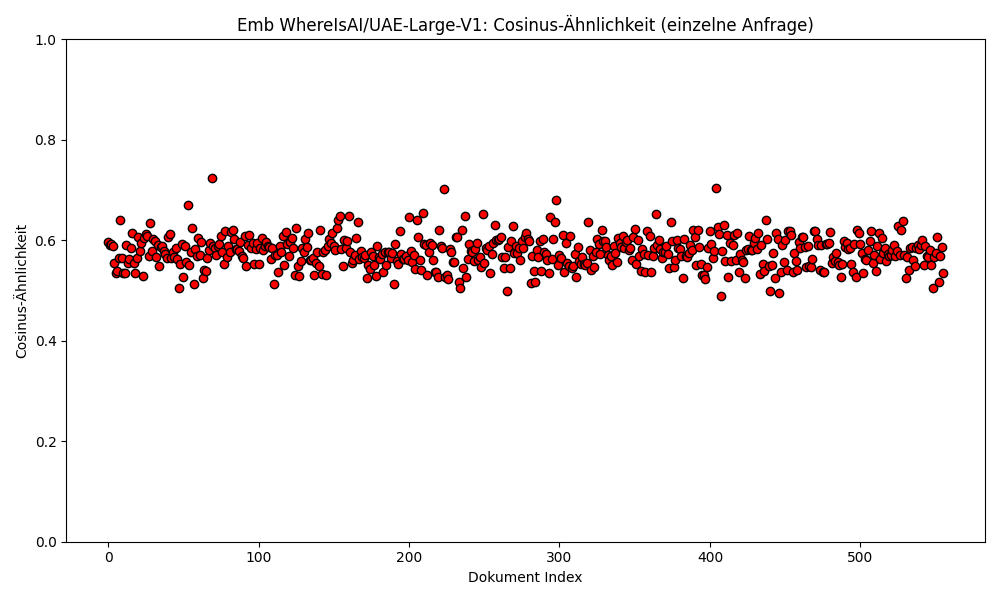 Emb WhereIsAI/UAE-Large-V1: Cosinus-Ähnlichkeit (einzelne Anfrage)
1.0
0.8
0.6
0.4
0.2
0.0
Cosinus-Ähnlichkeit
0 100 200 300 400 500
Dokument Index